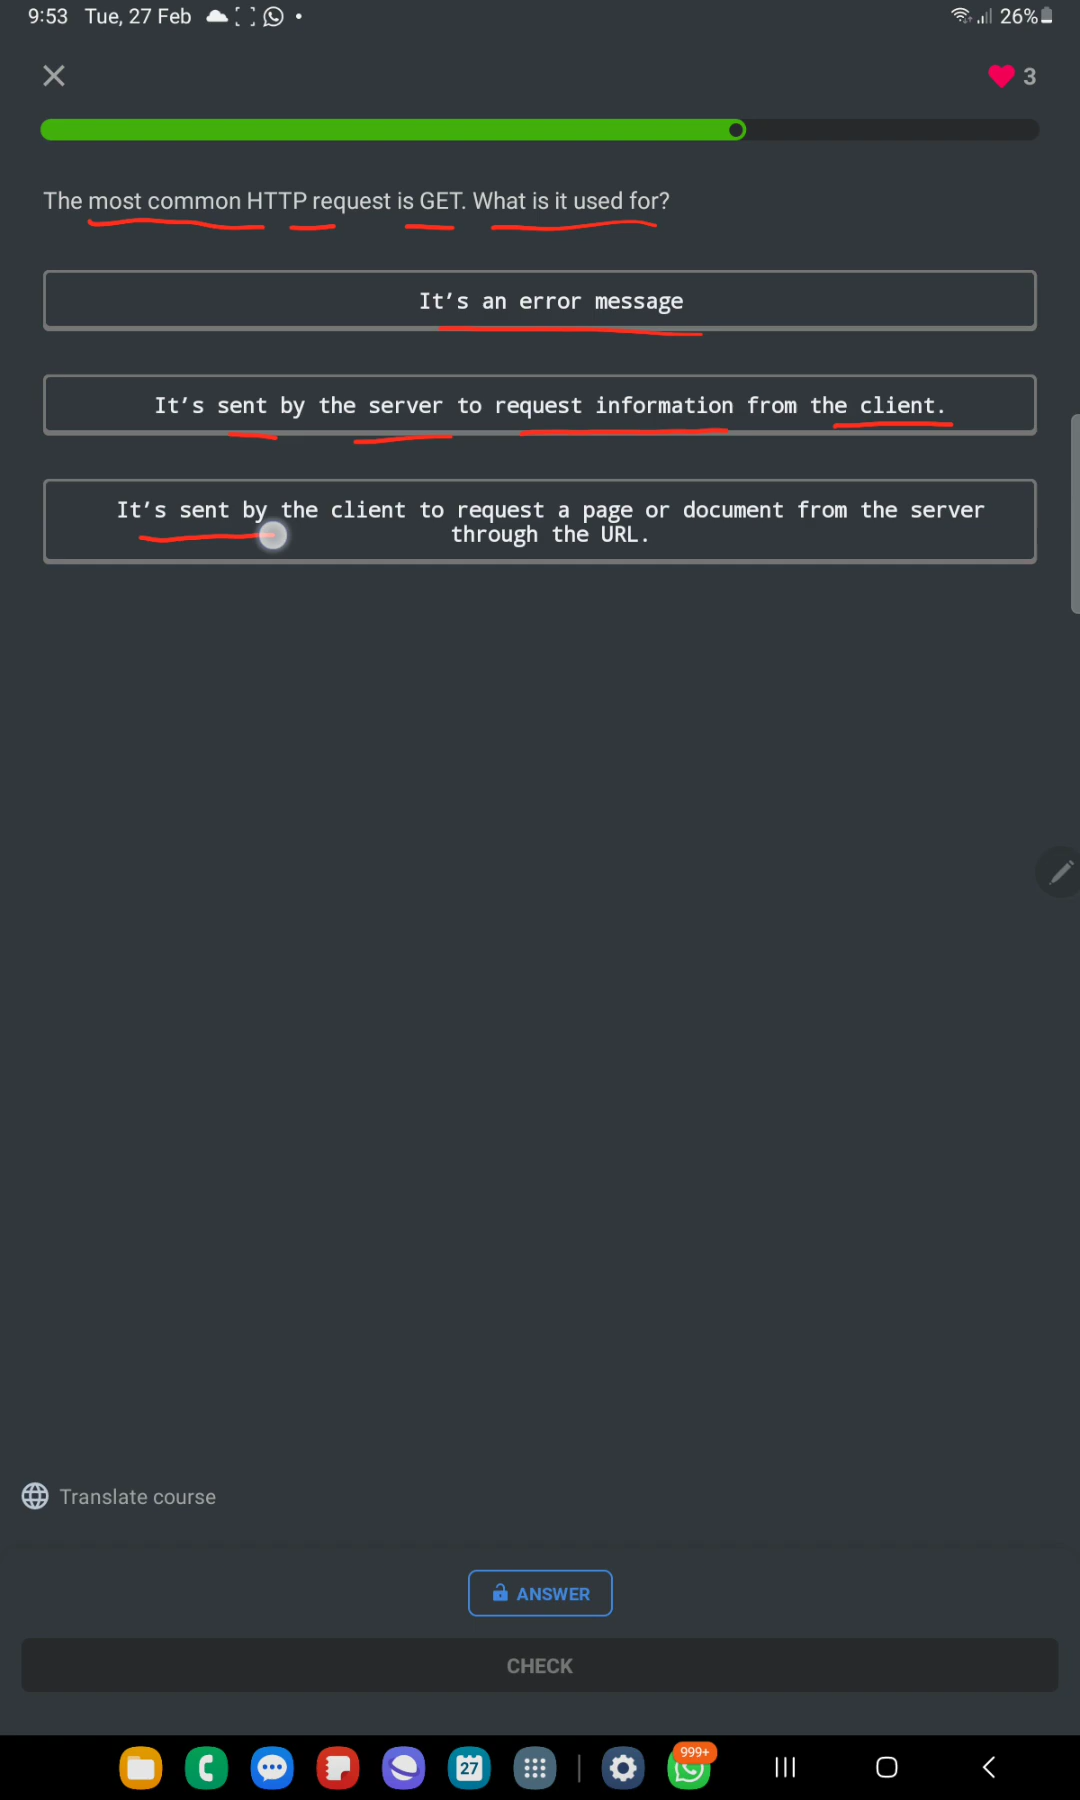 9:53 Tue, 27 Feb
26%
3
The most common HTTP request is GET. What is it used for?
It's an error message
It's sent by the server to request information from the client.
It's sent by the client to request a page or document from the server
through the URL.
Translate course
ANSWER
CHECK
27
999+